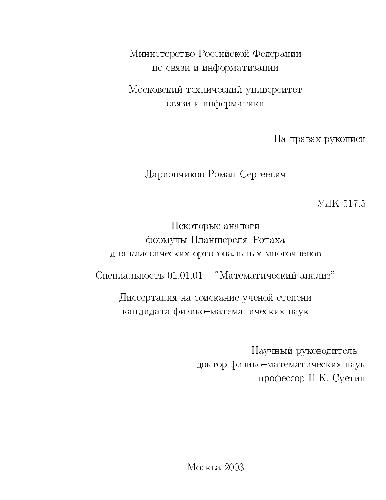 Министерство Российской Федерации
по связи и информатизации
Московский технический университет
связи и информатики
На правах рукописи
Роман Сергеевич
УДК 517.5
Некоторые аналоги
формулы Планшереля–Ротаха
для классических ортогональных многочленов
Специальность 01.01.01 – "Математический анализ"
Диссертация на соискание ученой степени
кандидата физико–математических наук
Научный руководитель –
доктор физико–математических наук
профессор П.К. Суетин
Москва 2003